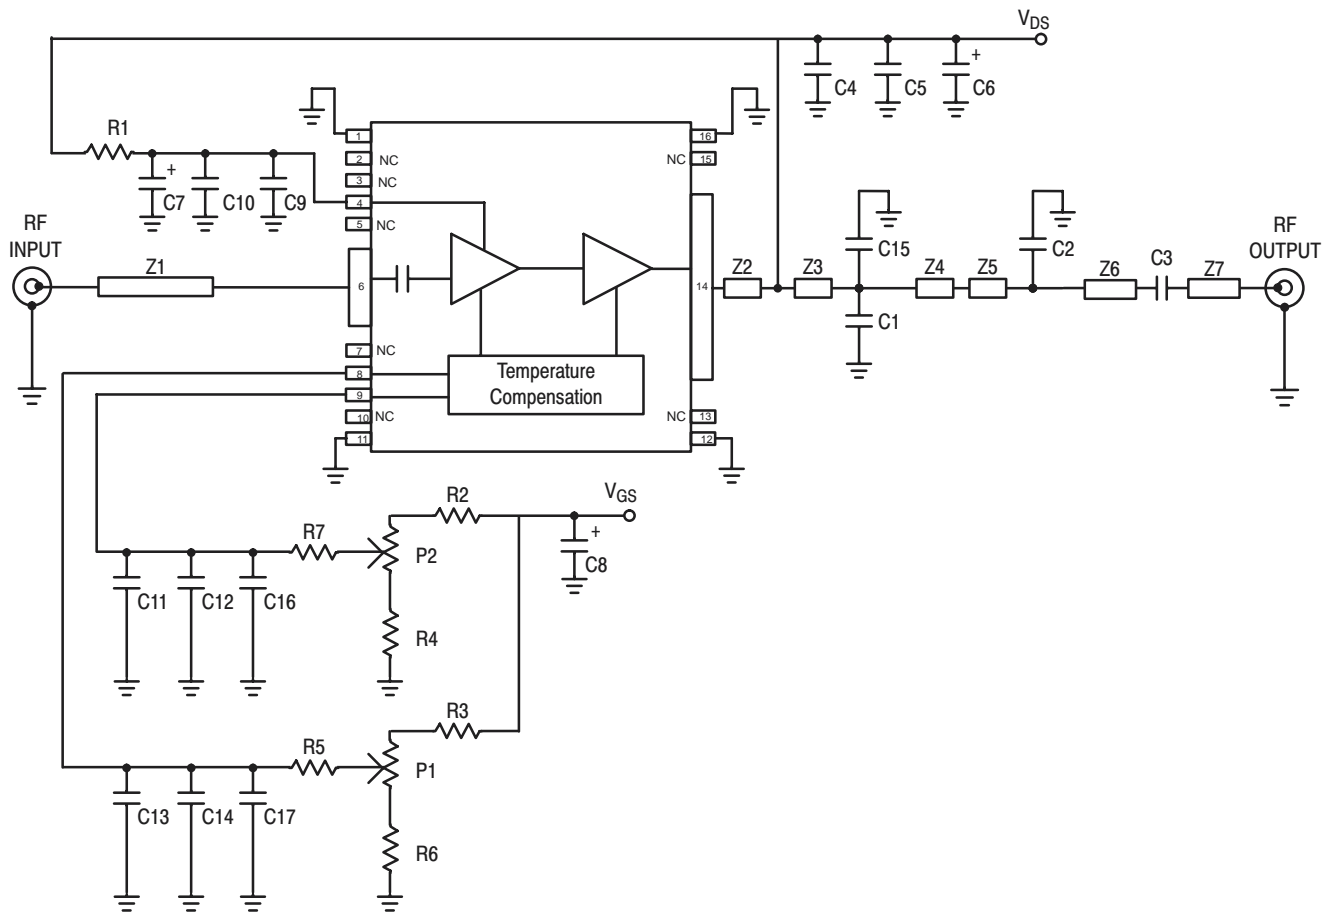 VDS
+
C4
C5
C6
R1
+
C7
C10
C9
1
2
NC
3
NC
4
5
NC
6
7
NC
8
9
10
NC
11
16
NC
15
14
NC
13
12
RF
INPUT
Z1
Temperature
Compensation
Z2
Z3
C15
C1
Z4
Z5
C2
Z6
C3
Z7
RF
OUTPUT
VGS
R2
+
C8
R7
P2
C11
C12
C16
R4
R3
R5
P1
C13
C14
C17
R6